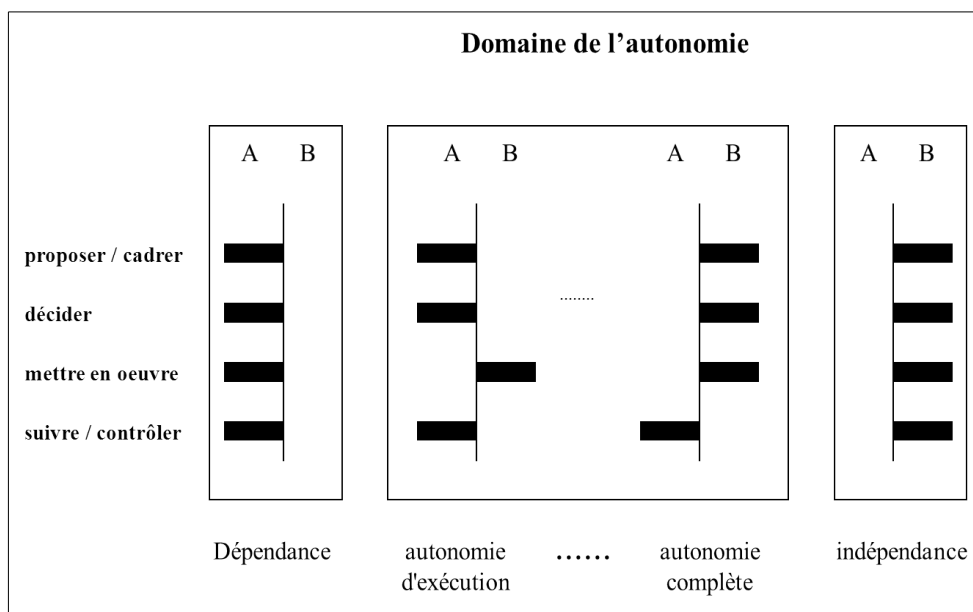 Domaine de l’autonomie
A B
A B
A B
A B
proposer / cadrer
décider
........
mettre en oeuvre
suivre / contrôler
Dépendance
autonomie
d'exécution
......
autonomie
complète
indépendance